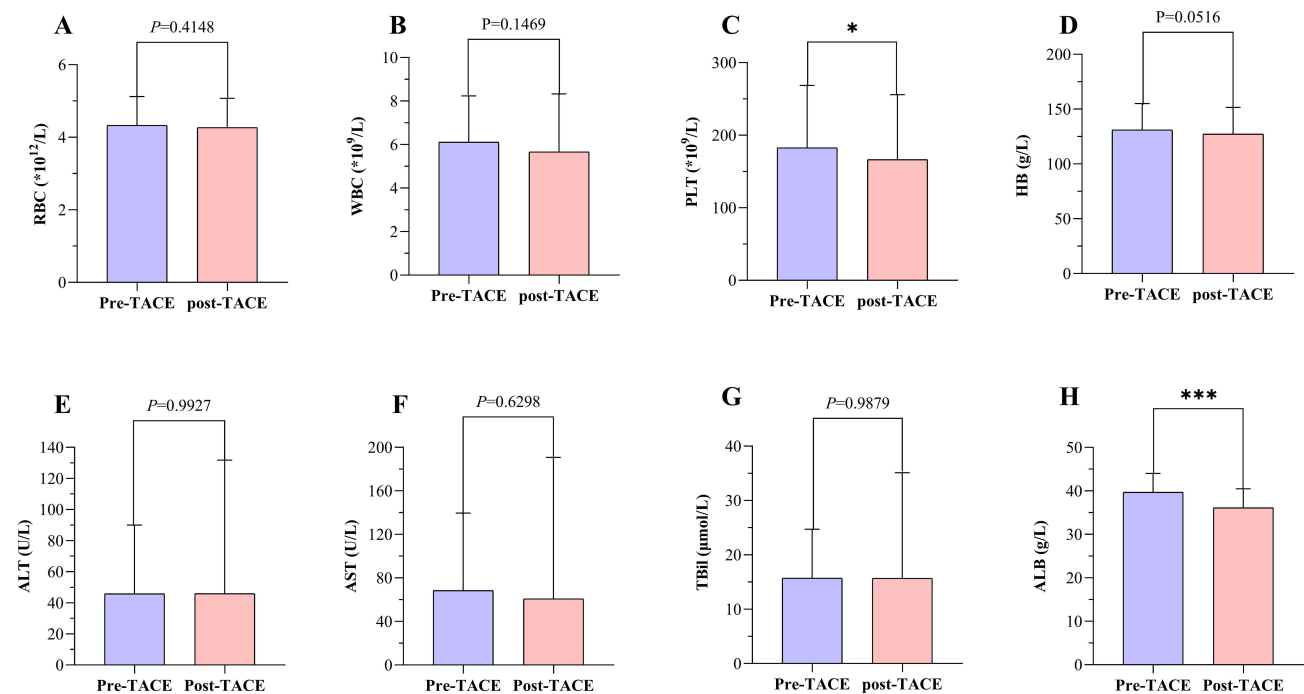 A
P=0.4148
RBC (*10¹²/L)
6
4
2
0
Pre-TACE post-TACE
B
P=0.1469
WBC (*10⁹/L)
10
8
6
4
2
0
Pre-TACE post-TACE
C
*
PLT (*10⁹/L)
300
200
100
0
Pre-TACE post-TACE
D
P=0.0516
HB (g/L)
200
150
100
50
0
Pre-TACE post-TACE
E
P=0.9927
ALT (U/L)
140
120
100
80
60
40
20
0
Pre-TACE Post-TACE
F
P=0.6298
AST (U/L)
200
160
120
80
40
0
Pre-TACE Post-TACE
G
P=0.9879
TBil (μmol/L)
40
30
20
10
0
Pre-TACE post-TACE
H
***
ALB (g/L)
50
40
30
20
10
0
Pre-TACE Post-TACE